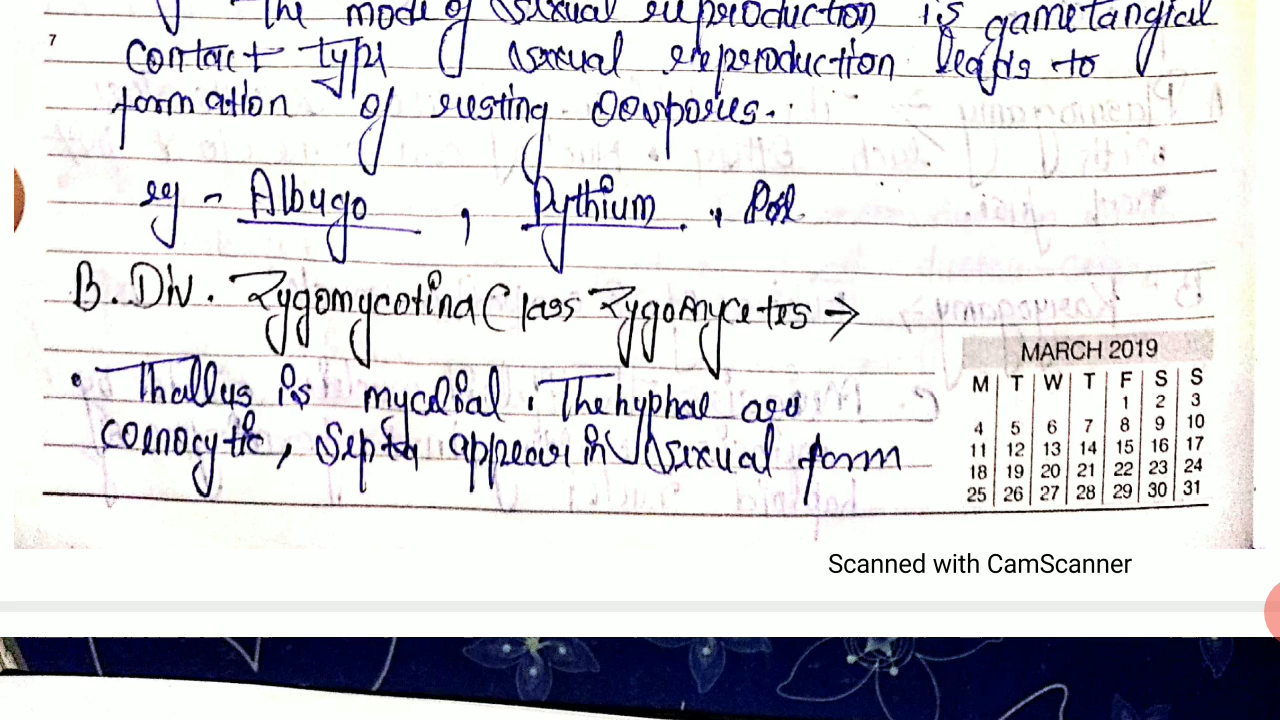 The mode of sexual reproduction is gametangial
7
contact type of sexual reproduction leads to
formation of resting oospores.
eg - Albugo , Pythium .
B. Div. Zygomycotina Class Zygomycetes →
• Thallus is mycelial . The hyphae are
coenocytic, septa appear in sexual form
MARCH 2019
M T W T F S S
1 2 3
4 5 6 7 8 9 10
11 12 13 14 15 16 17
18 19 20 21 22 23 24
25 26 27 28 29 30 31
Scanned with CamScanner